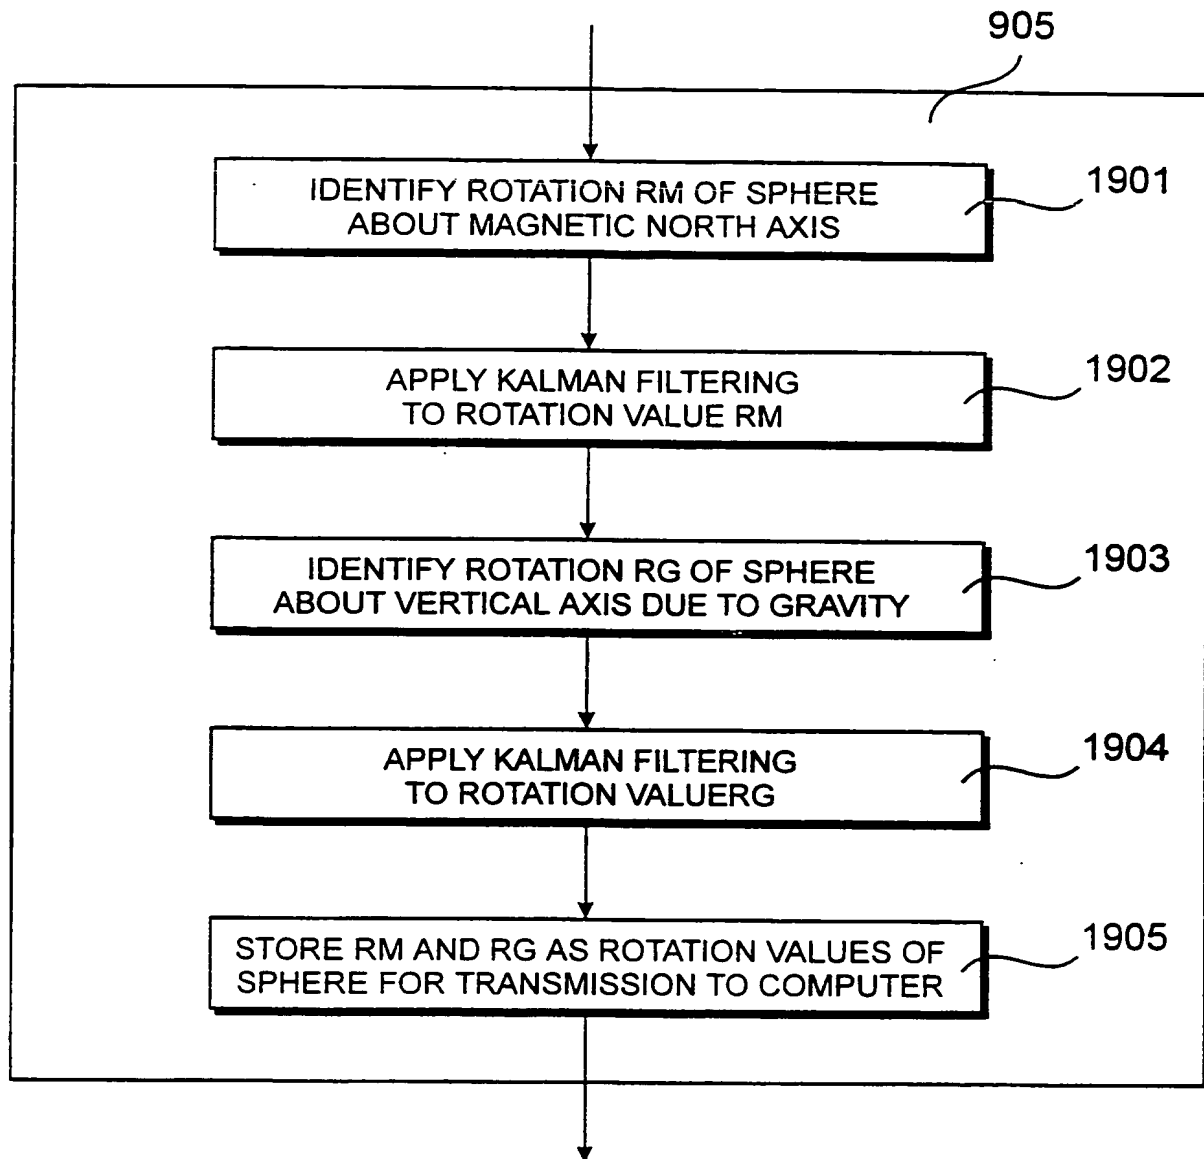 905
IDENTIFY ROTATION RM OF SPHERE
ABOUT MAGNETIC NORTH AXIS
1901
APPLY KALMAN FILTERING
TO ROTATION VALUE RM
1902
IDENTIFY ROTATION RG OF SPHERE
ABOUT VERTICAL AXIS DUE TO GRAVITY
1903
APPLY KALMAN FILTERING
TO ROTATION VALUERG
1904
STORE RM AND RG AS ROTATION VALUES OF
SPHERE FOR TRANSMISSION TO COMPUTER
1905